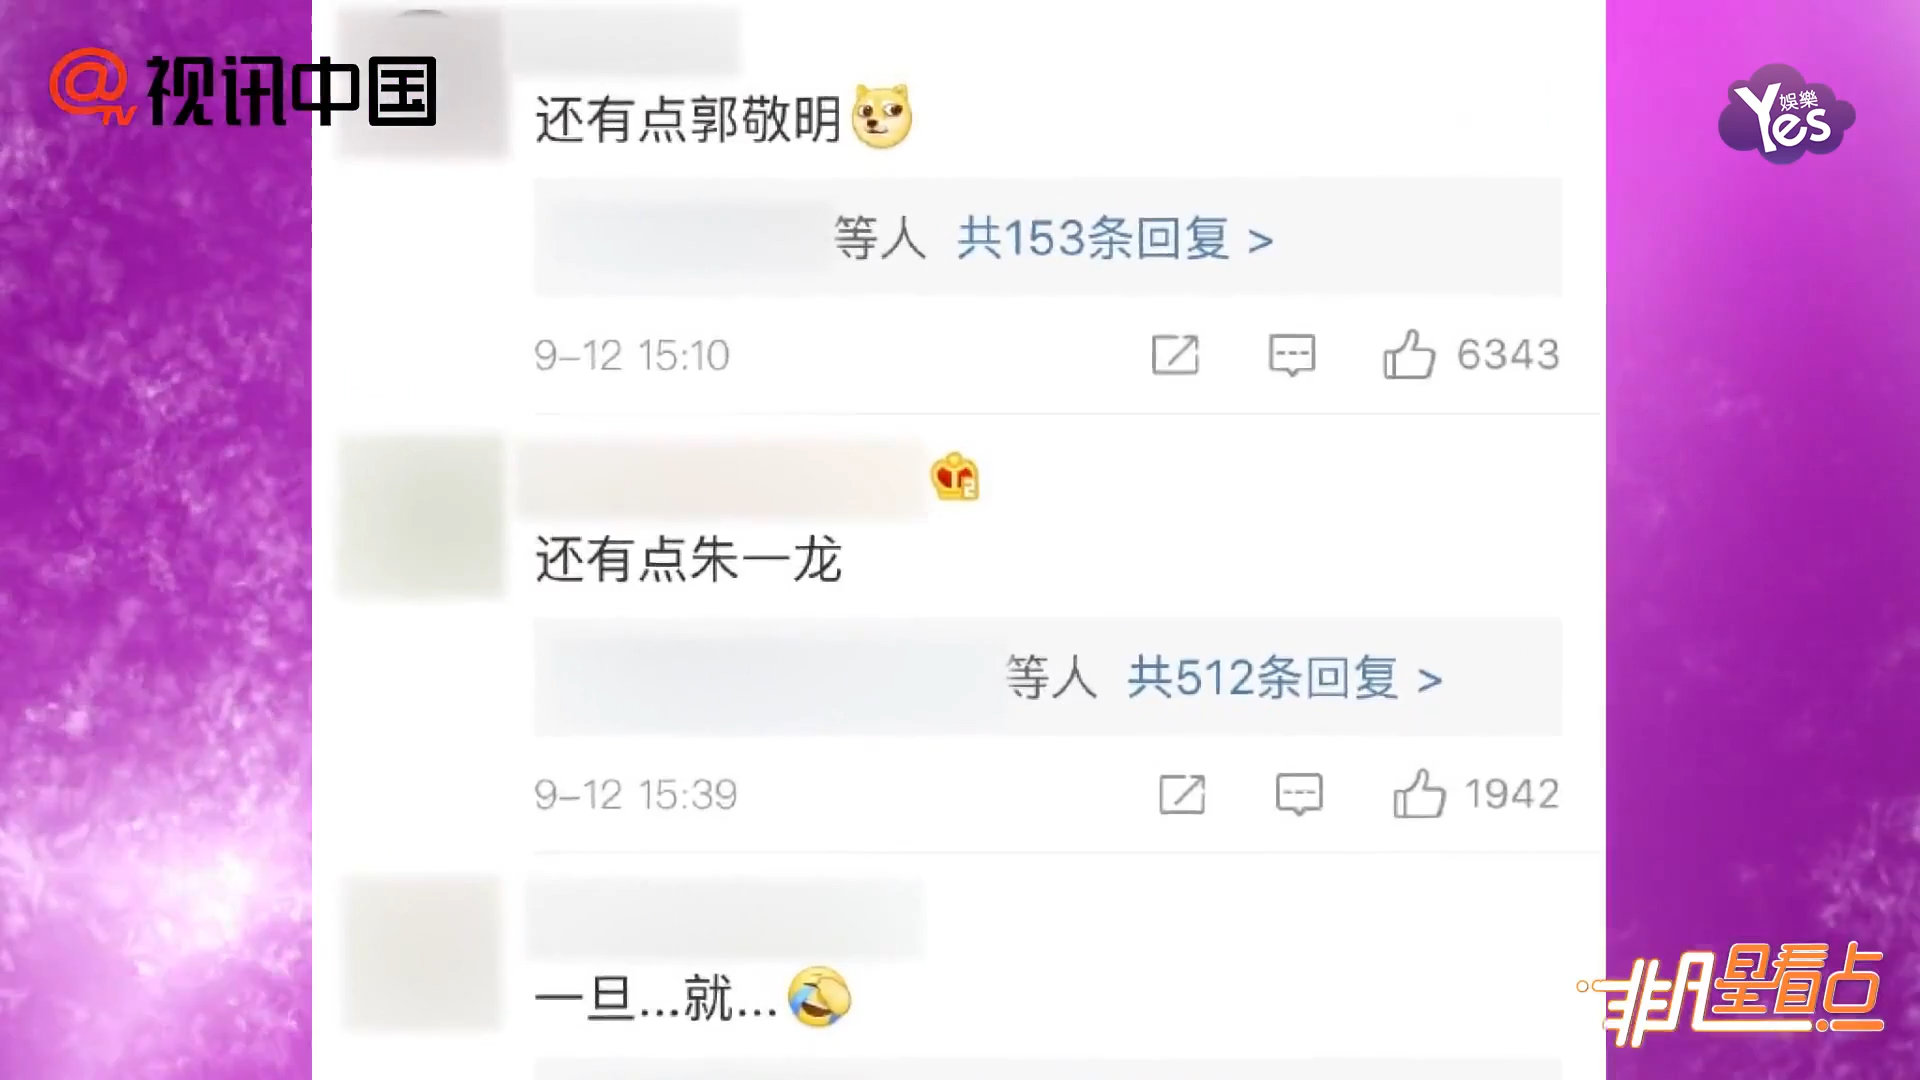 @TV 视讯中国
Yes 娱樂
还有点郭敬明
等人 共153条回复 >
9-12 15:10
6343
还有点朱一龙
等人 共512条回复 >
9-12 15:39
1942
一旦...就...
非凡星看点